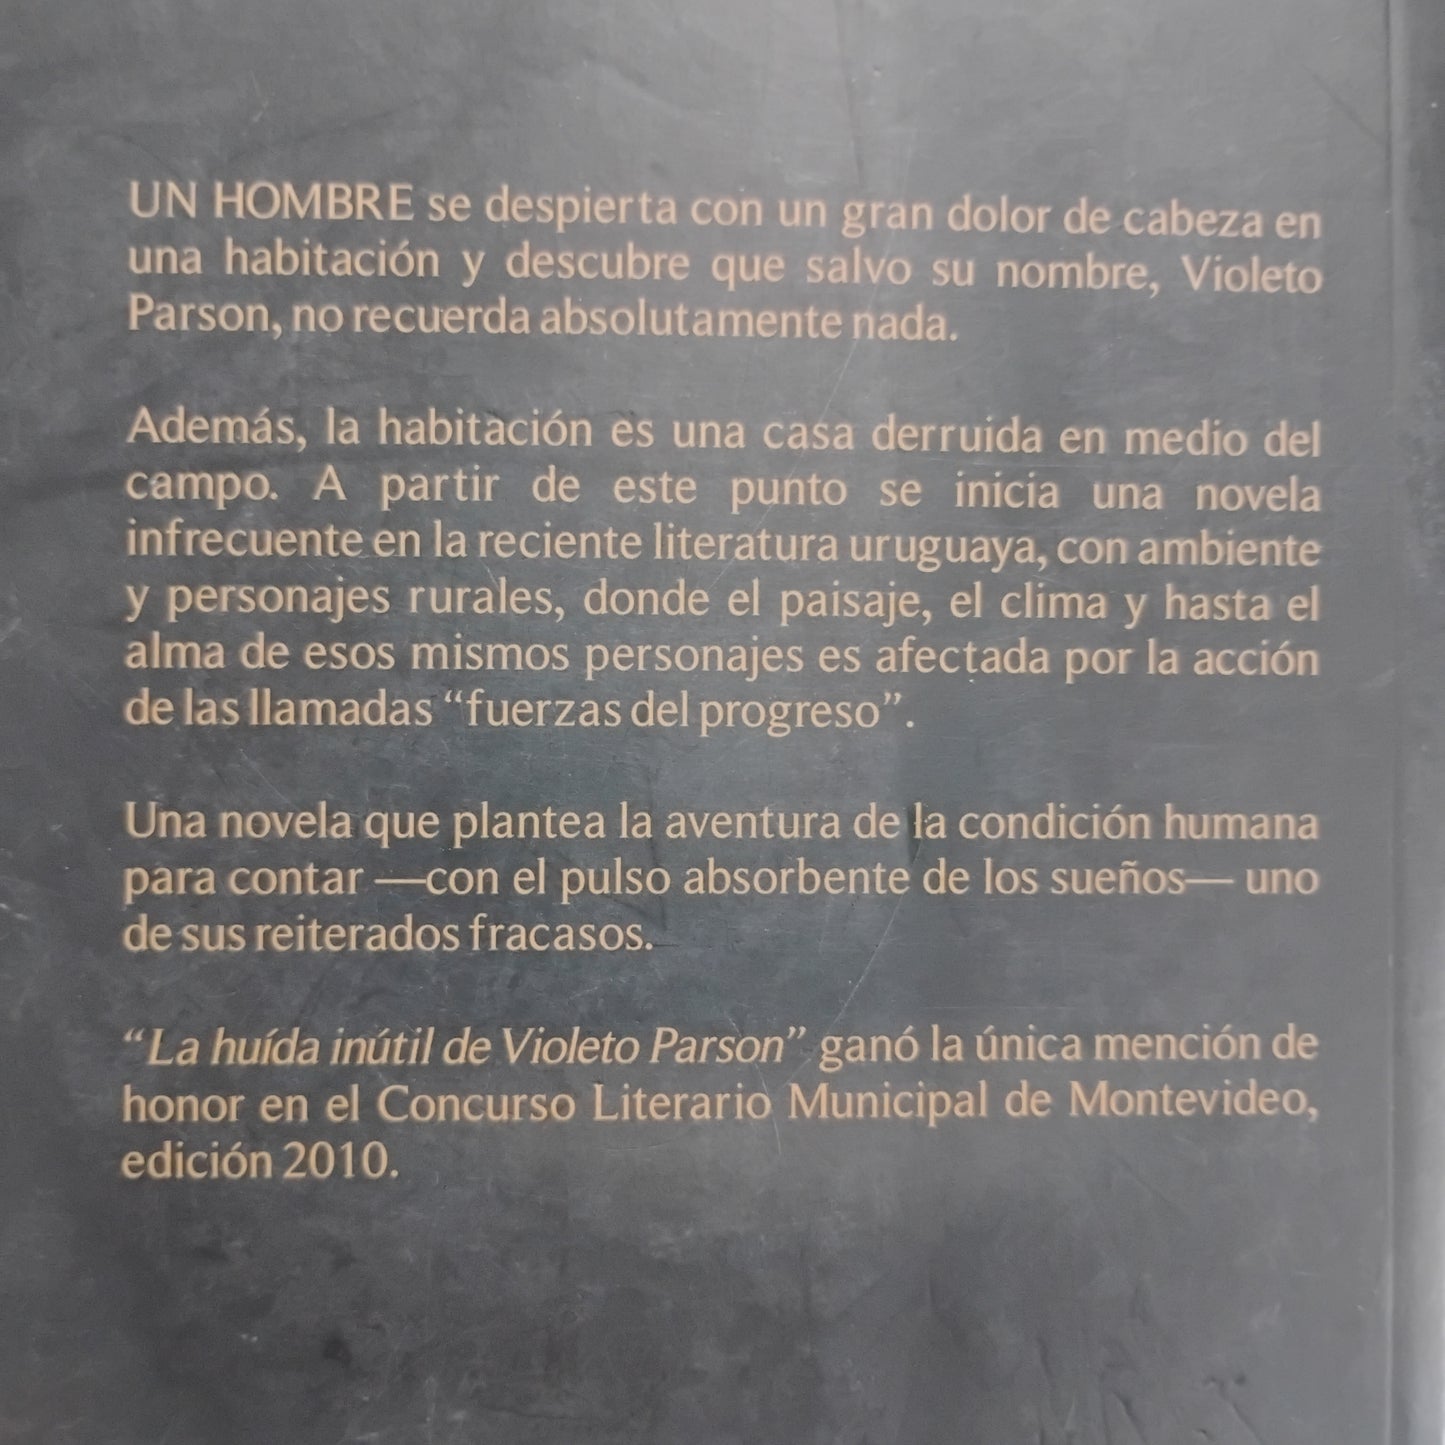 UN HOMBRE se despierta con un gran dolor de cabeza en
una habitación y descubre que salvo su nombre, Violeto
Parson, no recuerda absolutamente nada.
Además, la habitación es una casa derruida en medio del
campo. A partir de este punto se inicia una novela
infrecuente en la reciente literatura uruguaya, con ambiente
y personajes rurales, donde el paisaje, el clima y hasta el
alma de esos mismos personajes es afectada por la acción
de las llamadas “fuerzas del progreso”.
Una novela que plantea la aventura de la condición humana
para contar —con el pulso absorbente de los sueños— uno
de sus reiterados fracasos.
“La huída inútil de Violeto Parson” ganó la única mención de
honor en el Concurso Literario Municipal de Montevideo,
edición 2010.